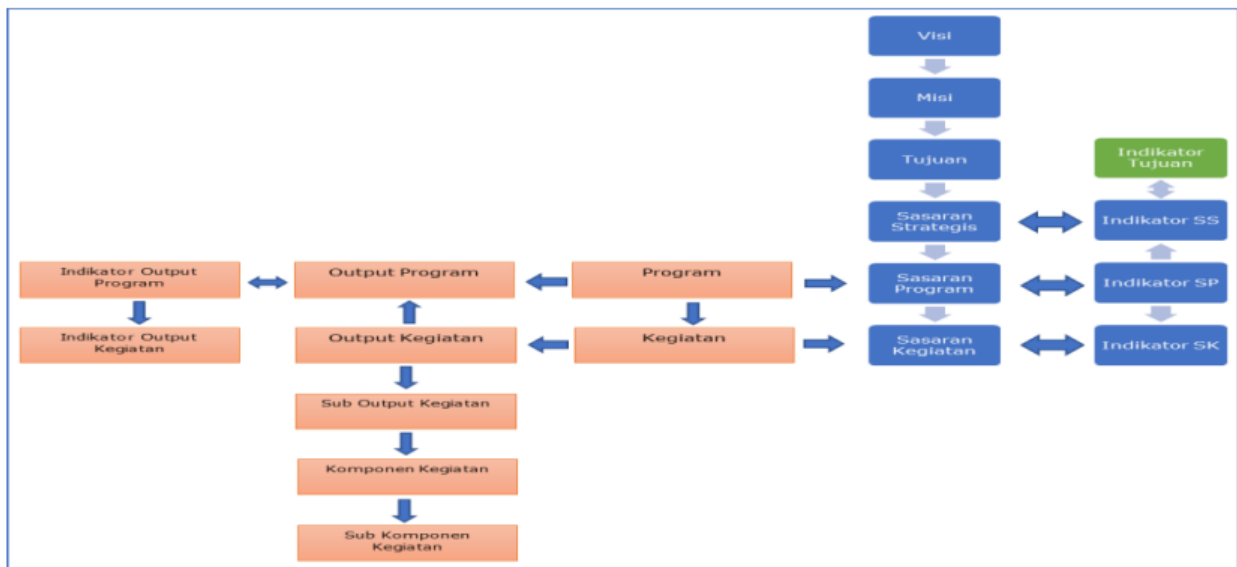 Visi
Misi
Tujuan
Indikator
Tujuan
Sasaran
Strategis
Indikator SS
Indikator Output
Program
Output Program
Program
Sasaran
Program
Indikator SP
Indikator Output
Kegiatan
Output Kegiatan
Kegiatan
Sasaran
Kegiatan
Indikator SK
Sub Output Kegiatan
Komponen Kegiatan
Sub Komponen
Kegiatan